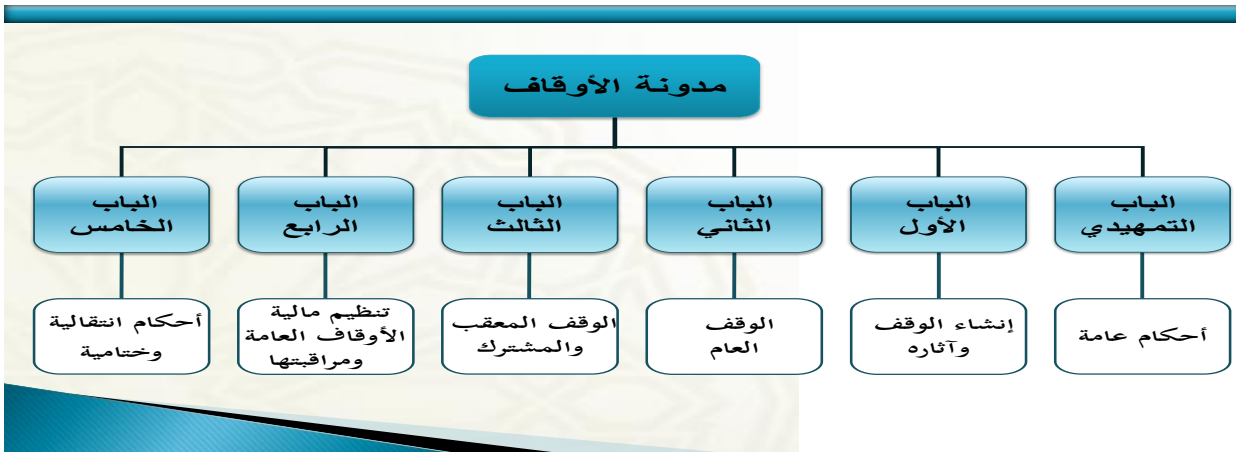 مدونة الأوقاف
الباب
التمهيدي
أحكام عامة
الباب
الأول
إنشاء الوقف
وآثاره
الباب
الثاني
الوقف
العام
الباب
الثالث
الوقف المعقب
والمشترك
الباب
الرابع
تنظيم مالية
الأوقاف العامة
ومراقبتها
الباب
الخامس
أحكام انتقالية
وختامية